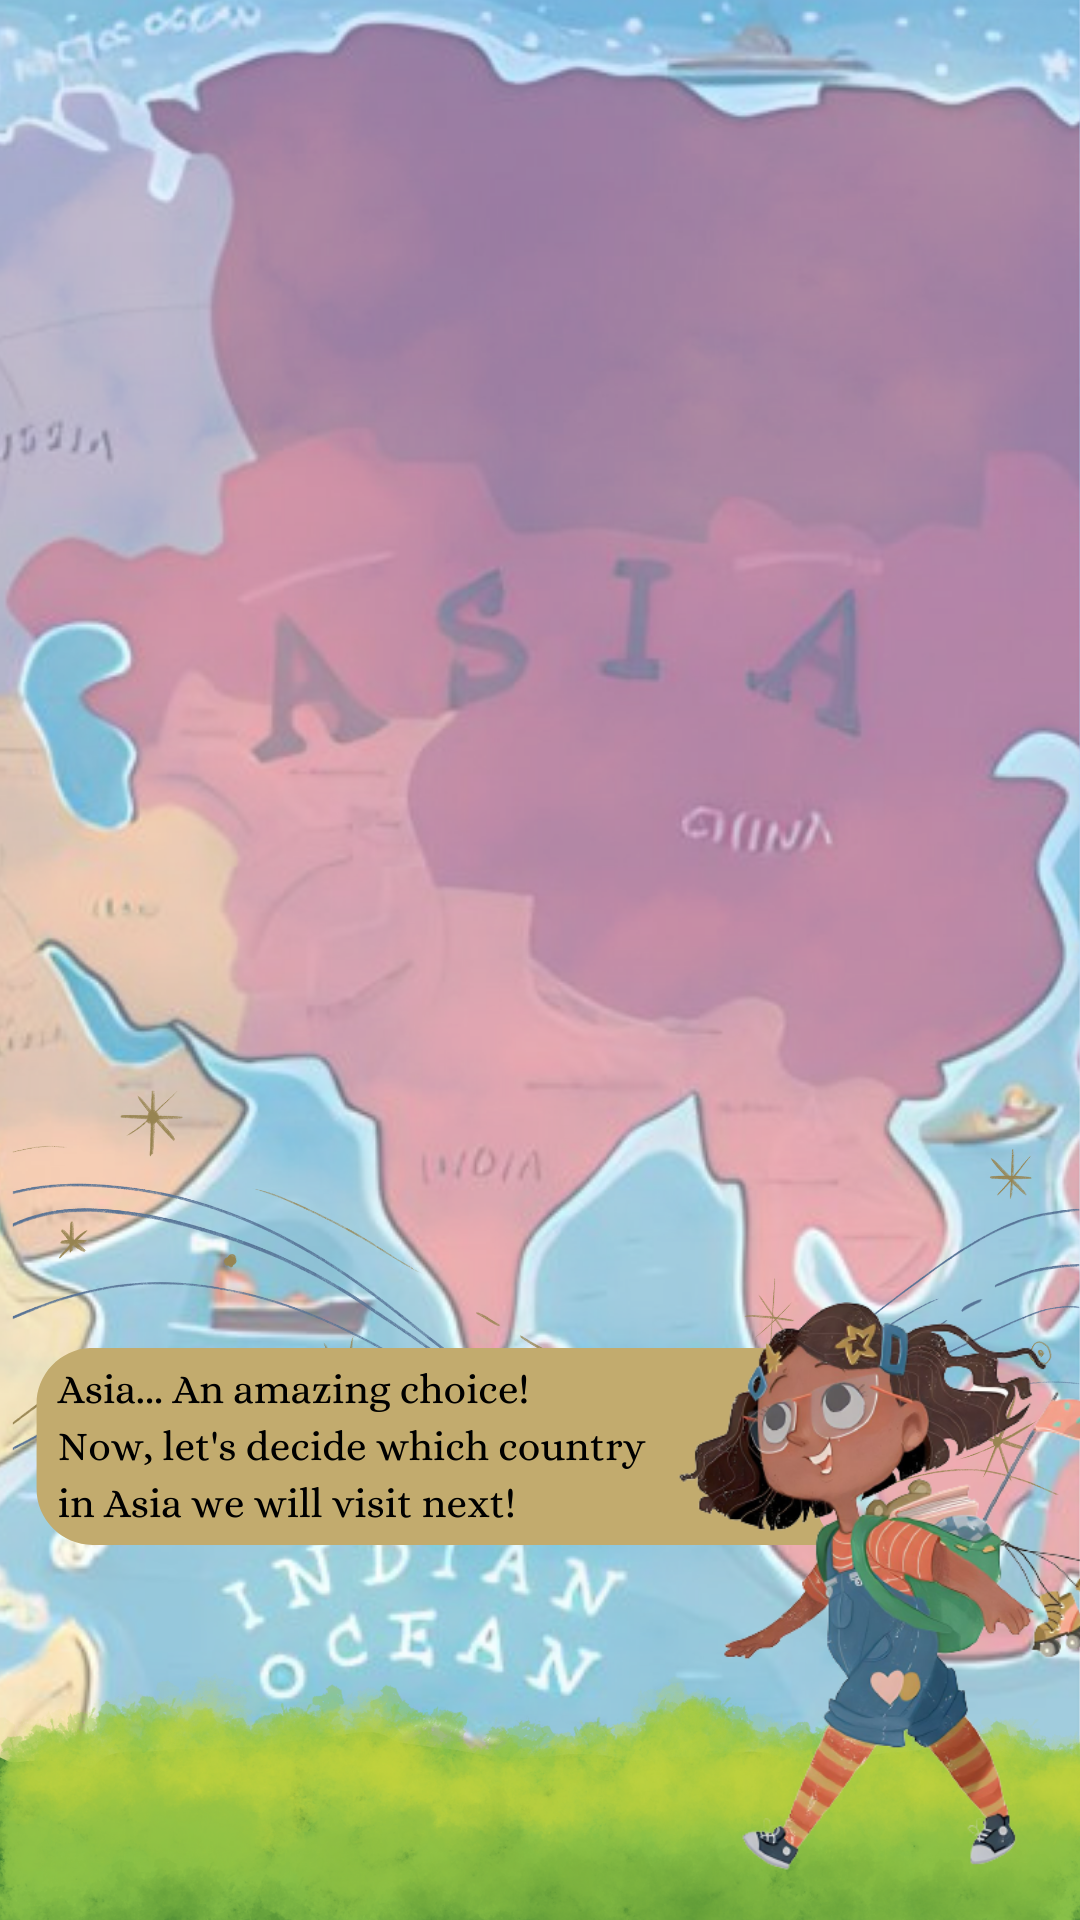 OCEAN
ASIA
INDIA
Asia... An amazing choice!
Now, let's decide which country
in Asia we will visit next!
INDIAN
OCEAN